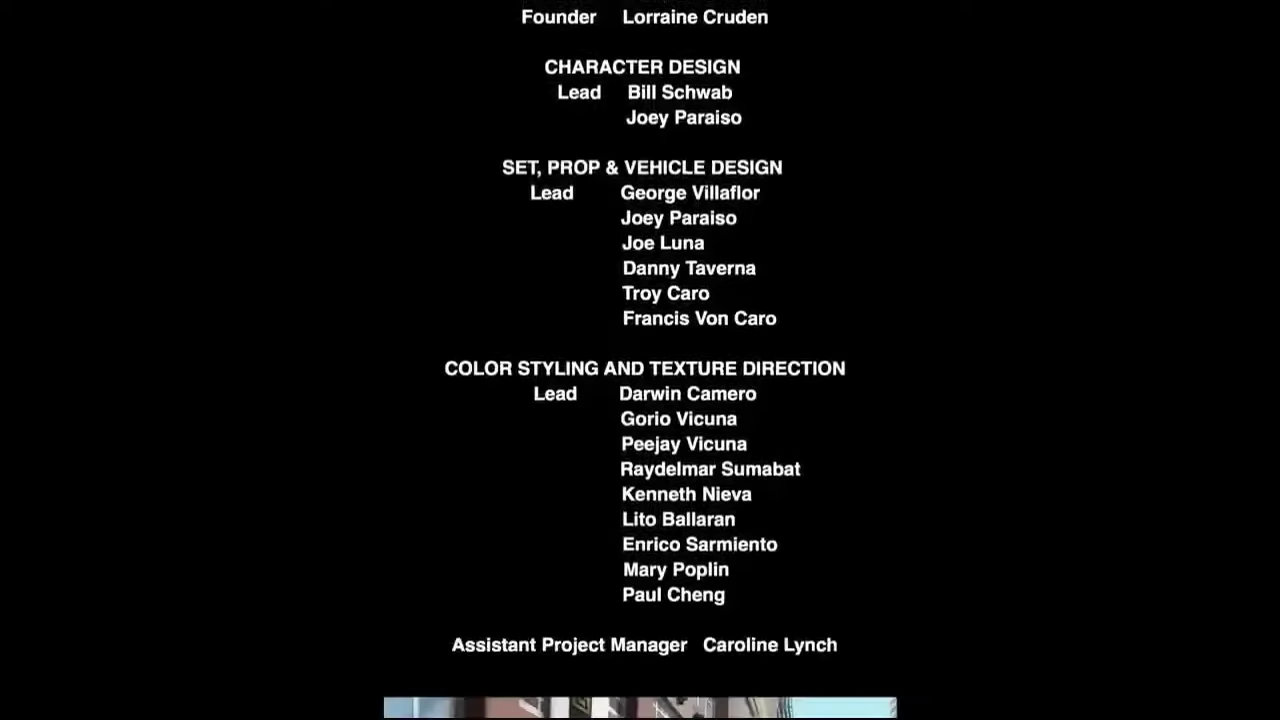 Founder Lorraine Cruden
CHARACTER DESIGN
Lead Bill Schwab
Joey Paraiso
SET, PROP & VEHICLE DESIGN
Lead George Villaflor
Joey Paraiso
Joe Luna
Danny Taverna
Troy Caro
Francis Von Caro
COLOR STYLING AND TEXTURE DIRECTION
Lead Darwin Camero
Gorio Vicuna
Peejay Vicuna
Raydelmar Sumabat
Kenneth Nieva
Lito Ballaran
Enrico Sarmiento
Mary Poplin
Paul Cheng
Assistant Project Manager Caroline Lynch